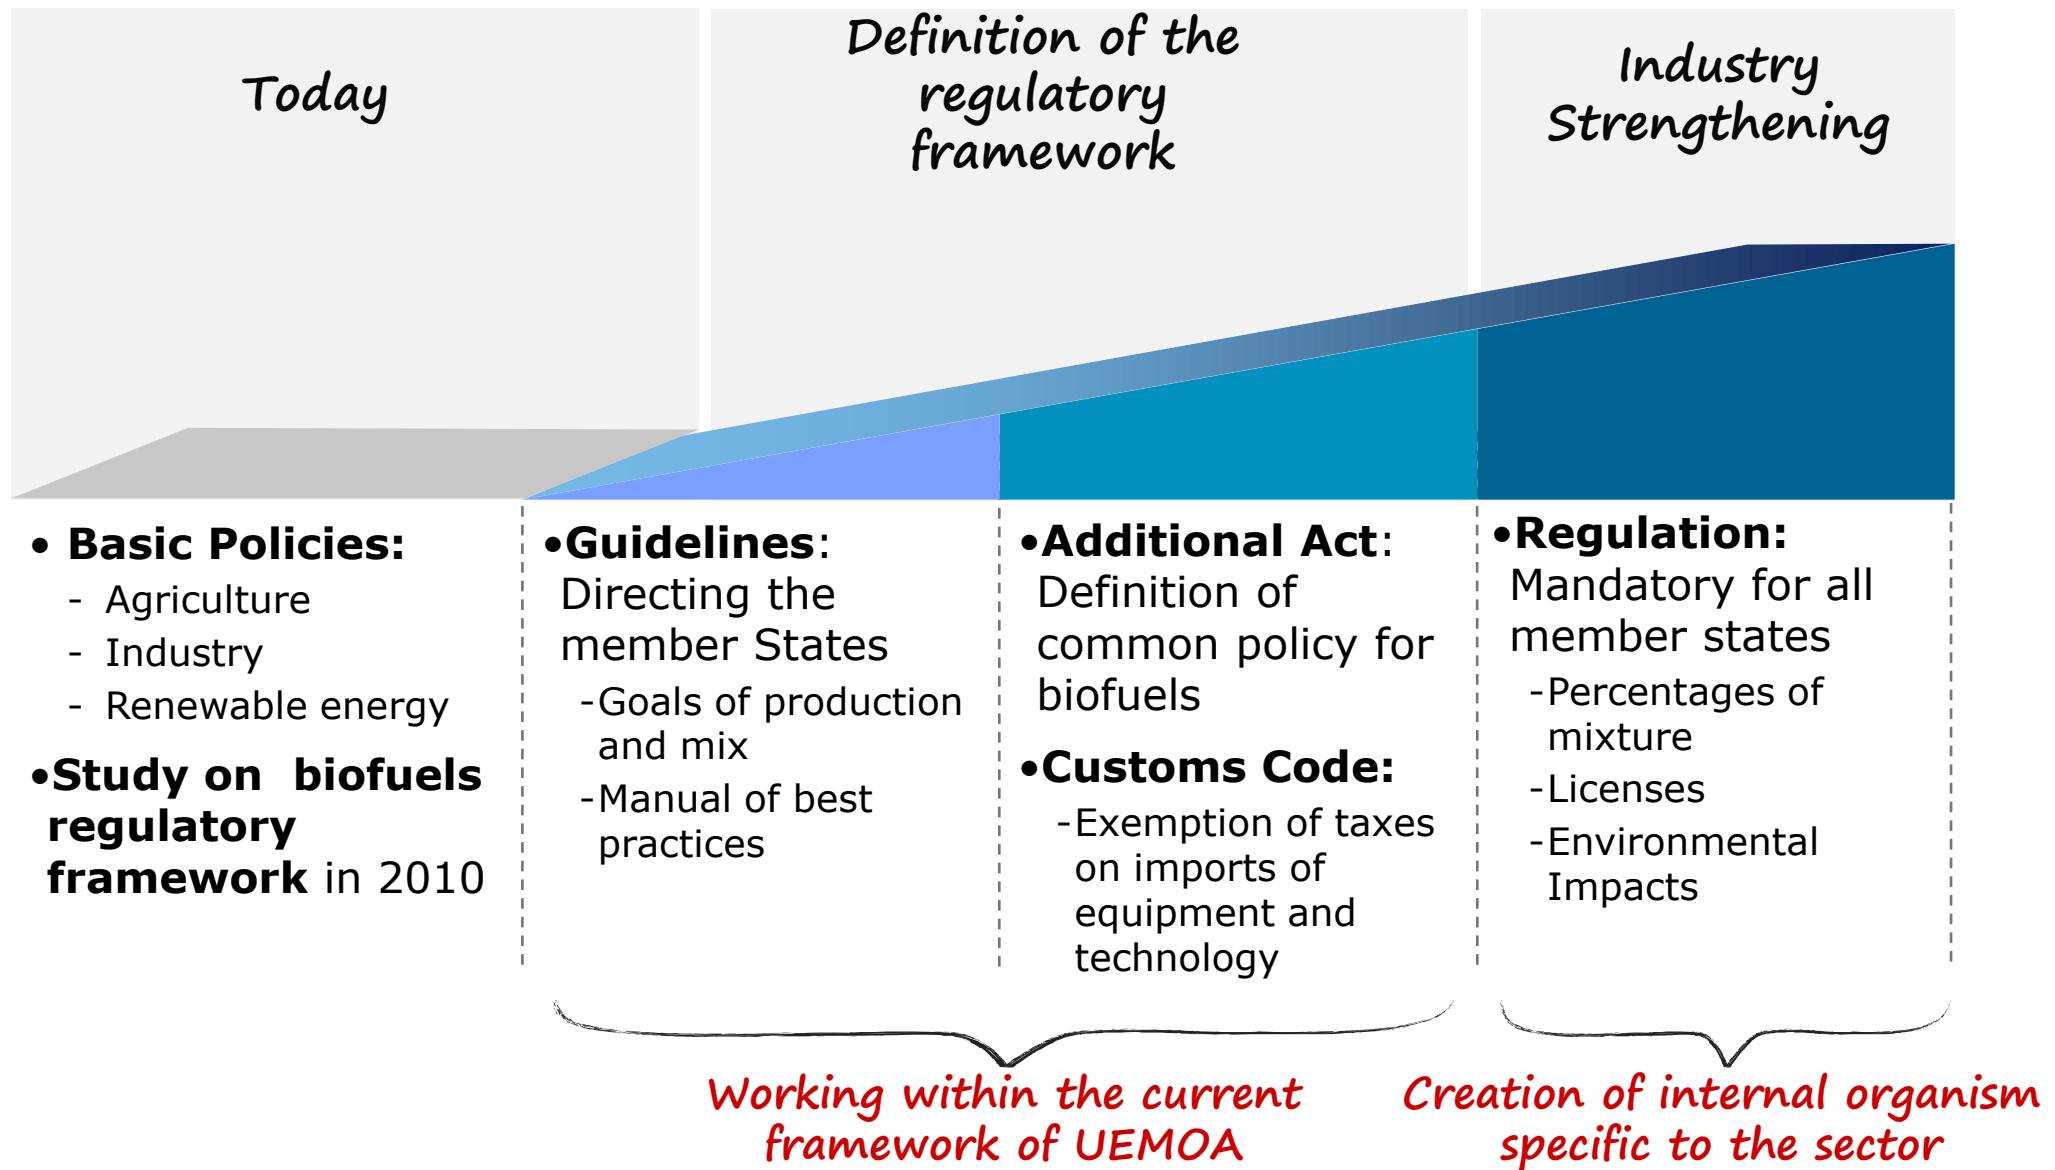 Today
Definition of the
regulatory
framework
Industry
Strengthening
• Basic Policies:
- Agriculture
- Industry
- Renewable energy
•Study on  biofuels
regulatory
framework in 2010
•Guidelines:
Directing the
member States
-Goals of production
and mix
-Manual of best
practices
•Additional Act:
Definition of
common policy for
biofuels
•Customs Code:
-Exemption of taxes
on imports of
equipment and
technology
•Regulation:
Mandatory for all
member states
-Percentages of
mixture
-Licenses
-Environmental
Impacts
Working within the current
framework of UEMOA
Creation of internal organism
specific to the sector